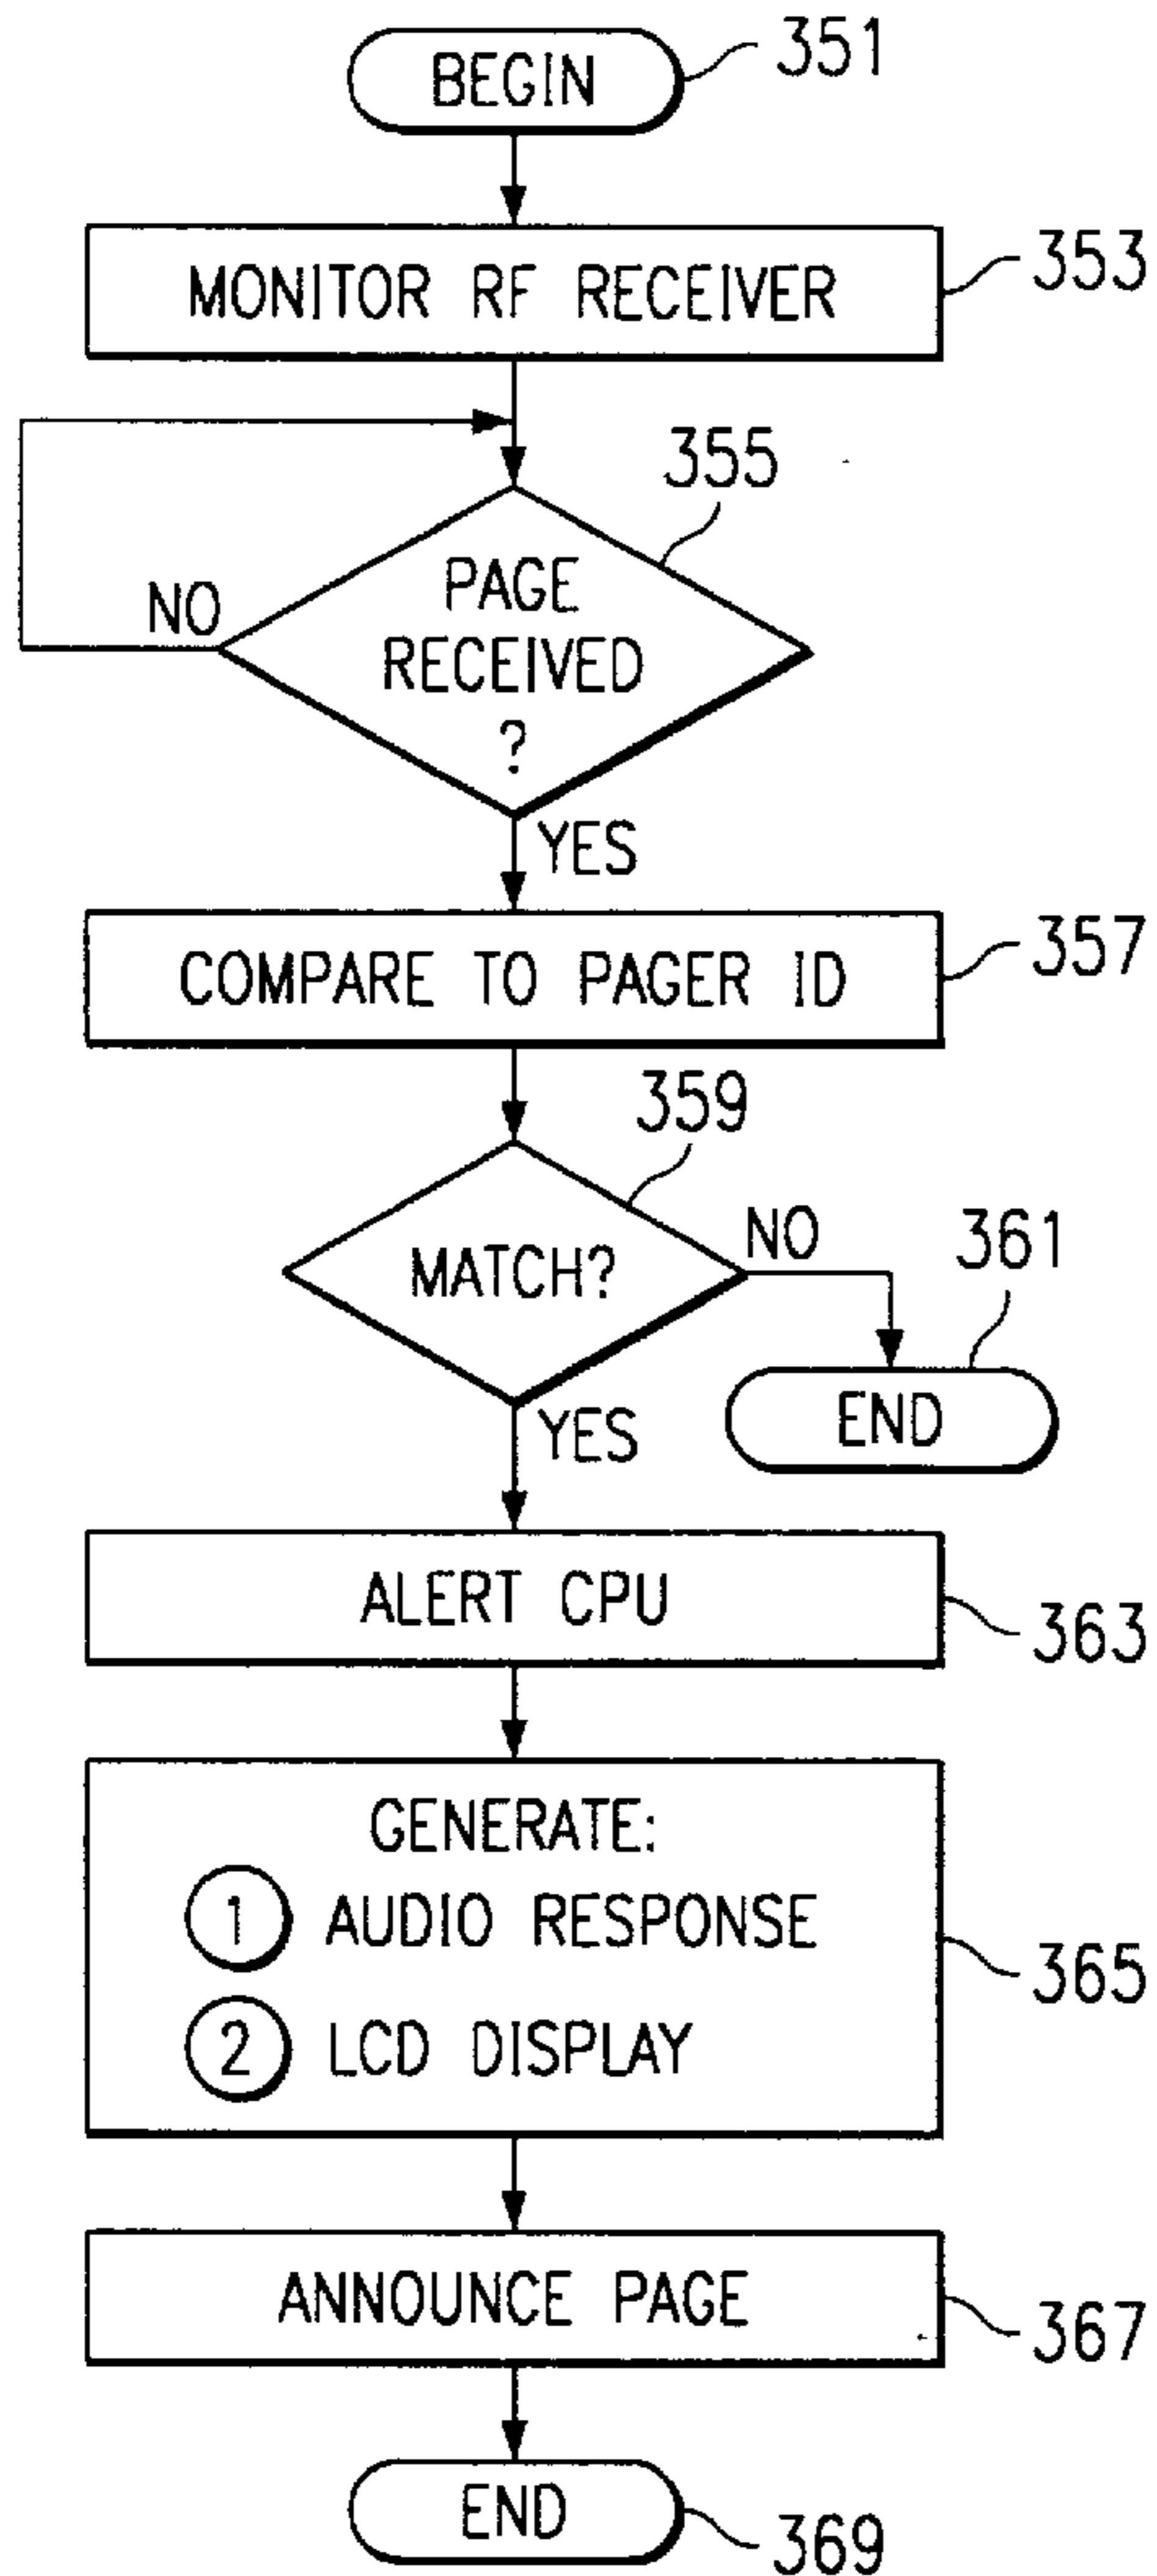 BEGIN
351
MONITOR RF RECEIVER
353
355
PAGE
RECEIVED
?
NO
YES
COMPARE TO PAGER ID
357
359
MATCH?
NO
361
END
YES
ALERT CPU
363
GENERATE:
1 AUDIO RESPONSE
2 LCD DISPLAY
365
ANNOUNCE PAGE
367
END
369